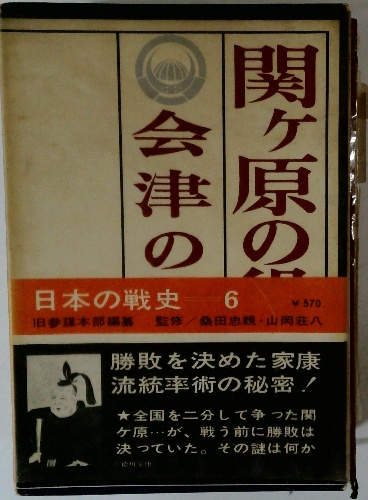 関ケ原の役
会津の
日本の戦史 6
￥570
旧参謀本部編纂 監修／桑田忠親・山岡荘八
勝敗を決めた家康
流統率術の秘密！
★全国を二分して争った関
ケ原…が、戦う前に勝敗は
決っていた。その謎は何か